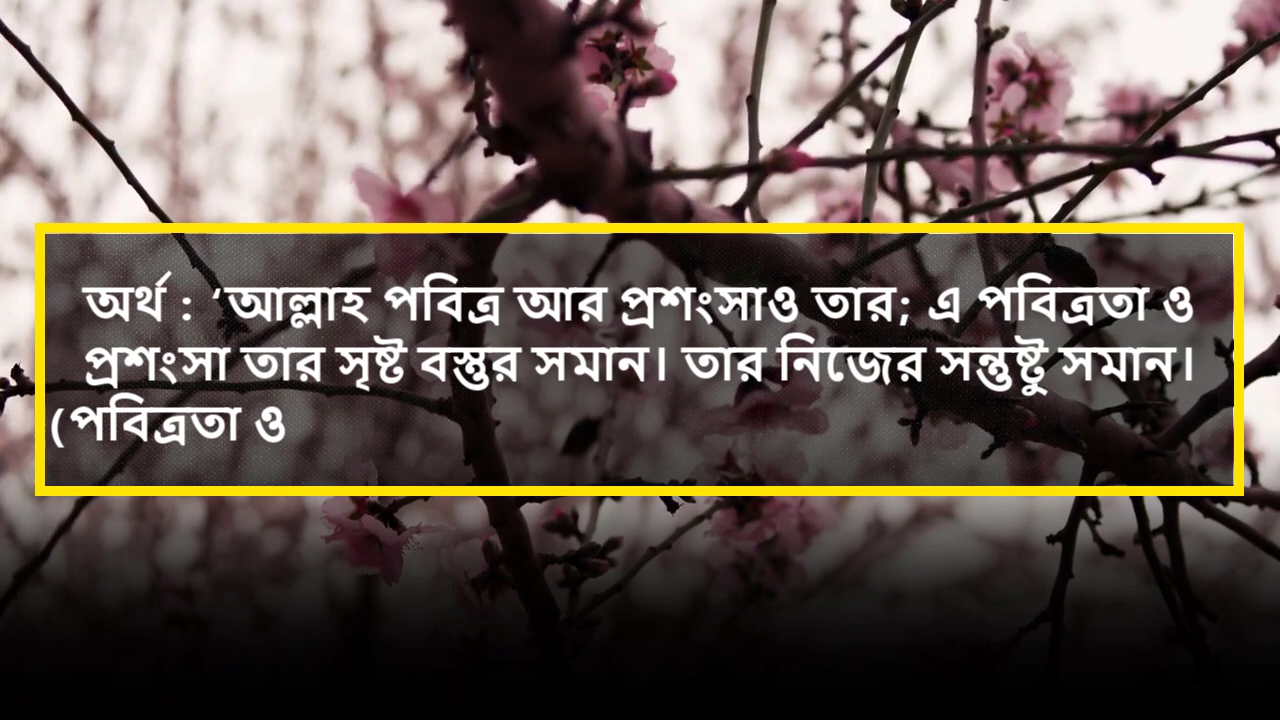 অর্থ : ‘আল্লাহ পবিত্র আর প্রশংসাও তার; এ পবিত্রতা ও
প্রশংসা তার সৃষ্ট বস্তুর সমান। তার নিজের সন্তুষ্টু সমান।
(পবিত্রতা ও